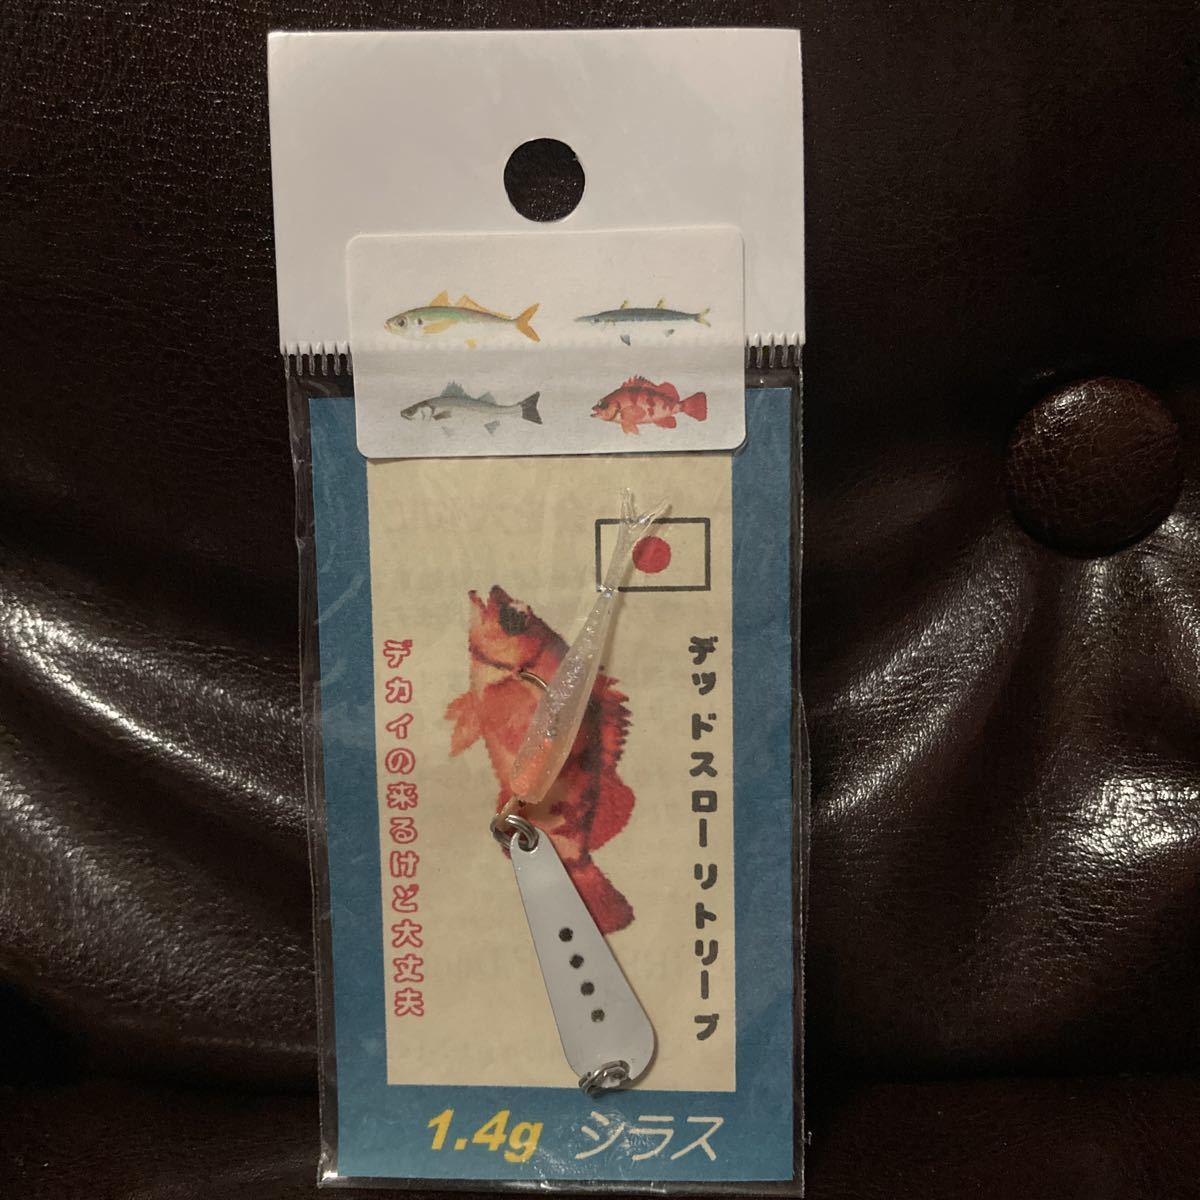 デッドスローリトリーブ
デカイの来るけど大丈夫
1.4g シラス